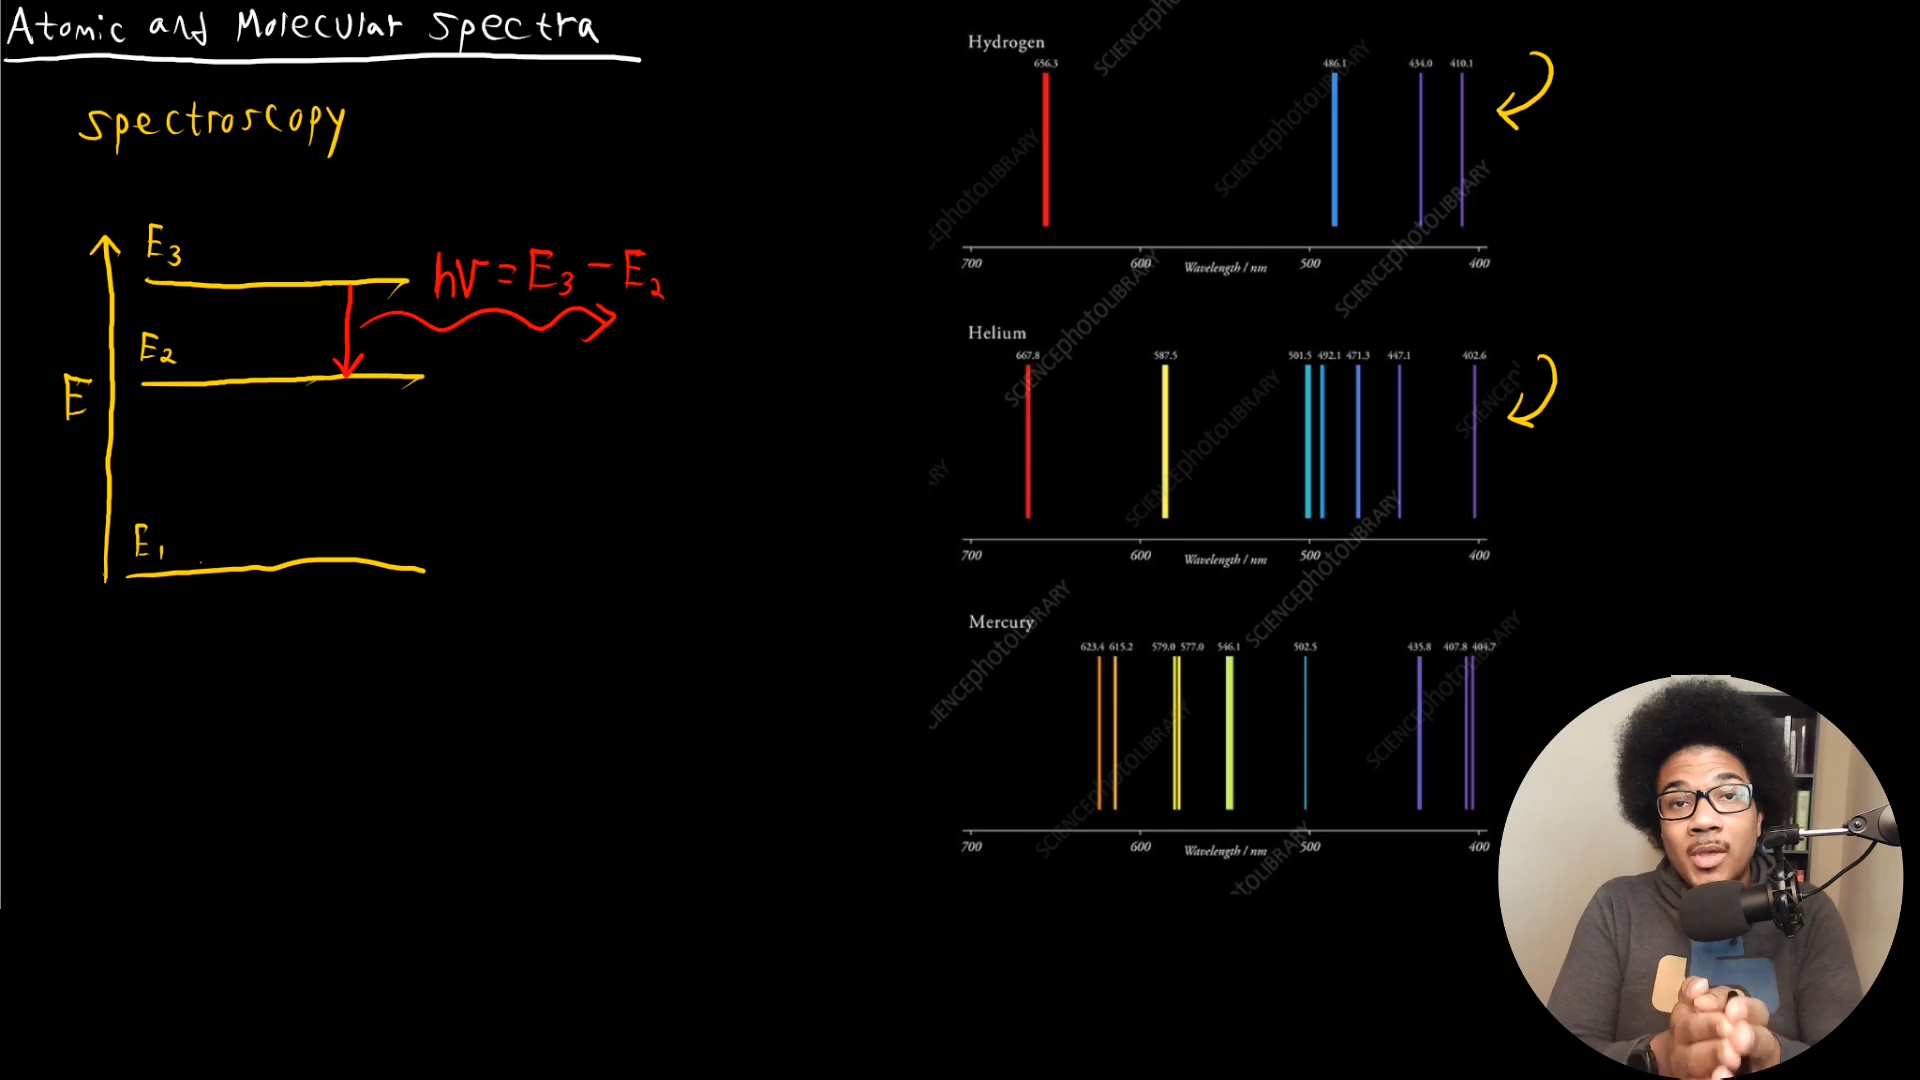 Atomic and Molecular Spectra
spectroscopy
E3
hν = E3 − E2
E2
E
E1
Hydrogen
656.3 486.1 434.0 410.1
700 600 Wavelength / nm 500 400
Helium
667.8 587.5 501.5 492.1 471.3 447.1 402.6
700 600 Wavelength / nm 500 400
Mercury
623.4 615.2 579.0 577.0 546.1 502.5 435.8 407.8 404.7
700 600 Wavelength / nm 500 400
SCIENCEphotoLIBRARY